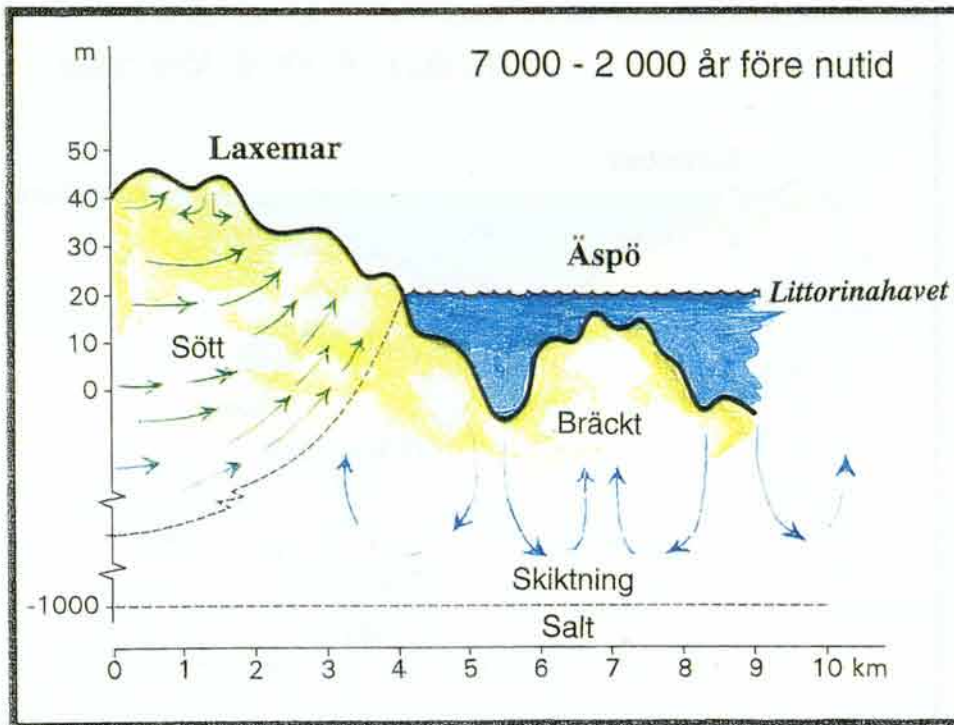 m
7 000 - 2 000 år före nutid
50
Laxemar
40
30
Äspö
20
Littorinahavet
Sött
10
0
Bräckt
Skiktning
-1000
Salt
0 1 2 3 4 5 6 7 8 9 10 km